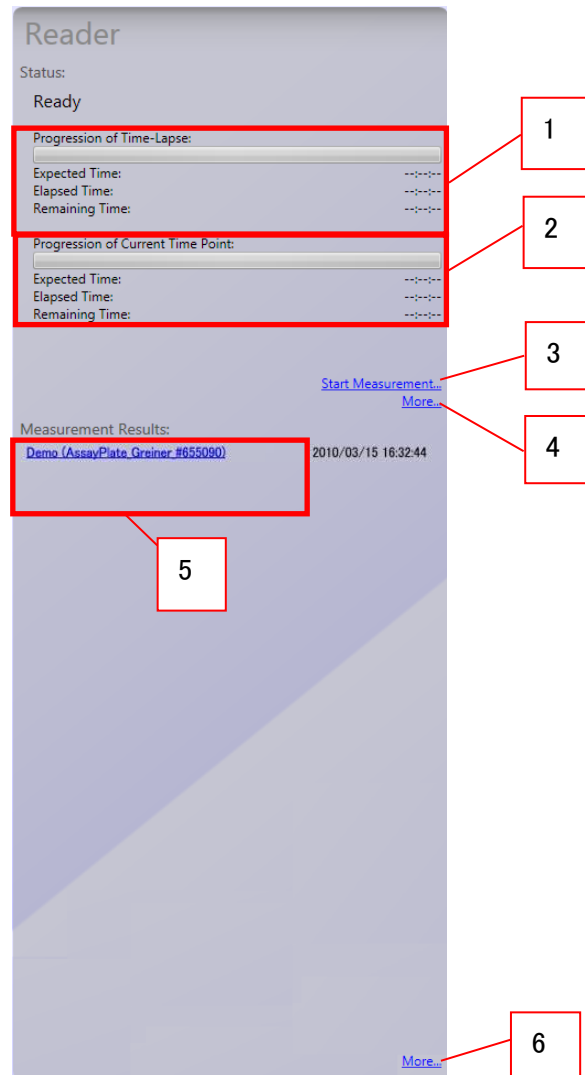 Reader
Status:
Ready
1
Progression of Time-Lapse:
Expected Time: --:--:--
Elapsed Time: --:--:--
Remaining Time: --:--:--
2
Progression of Current Time Point:
Expected Time: --:--:--
Elapsed Time: --:--:--
Remaining Time: --:--:--
3
Start Measurement...
More...
4
Measurement Results:
Demo (AssayPlate_Greiner_#655090) 2010/03/15 16:32:44
5
More...
6